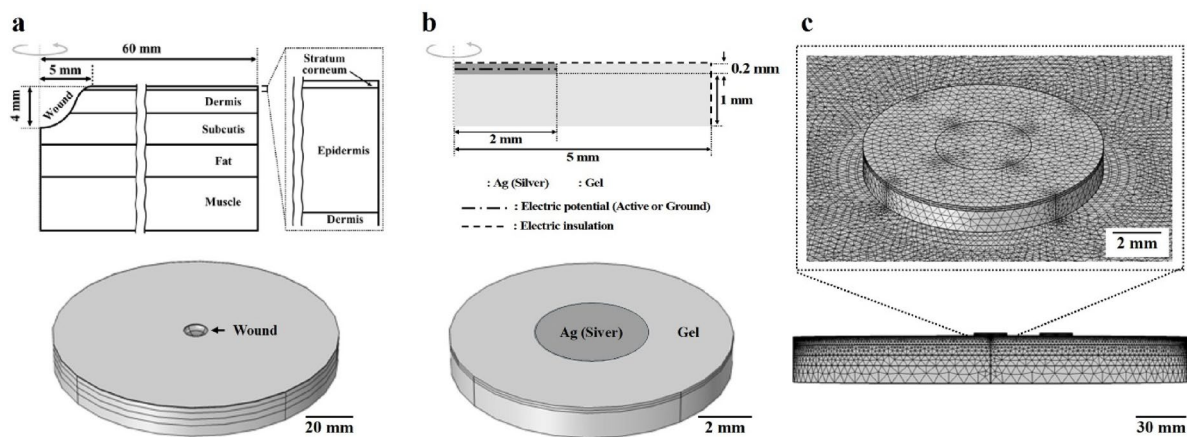 a
60 mm
5 mm
4 mm
Wound
Dermis
Subcutis
Fat
Muscle
Stratum
corneum
Epidermis
Dermis
Wound
20 mm
b
0.2 mm
1 mm
2 mm
5 mm
: Ag (Silver) : Gel
: Electric potential (Active or Ground)
: Electric insulation
Ag (Siver)
Gel
2 mm
c
2 mm
30 mm